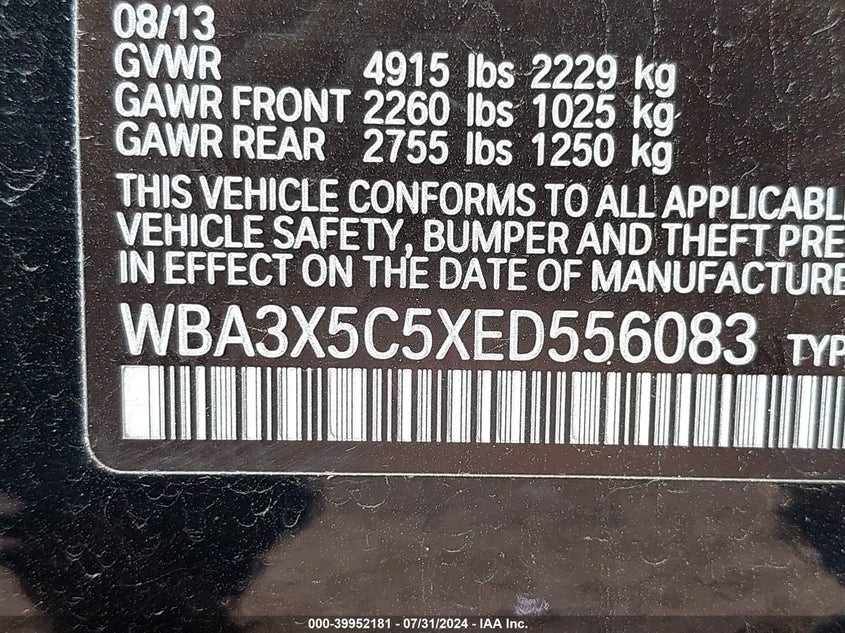 08/13
GVWR 4915 lbs 2229 kg
GAWR FRONT 2260 lbs 1025 kg
GAWR REAR 2755 lbs 1250 kg
THIS VEHICLE CONFORMS TO ALL APPLICABL
VEHICLE SAFETY, BUMPER AND THEFT PRE
IN EFFECT ON THE DATE OF MANUFACTURE
WBA3X5C5XED556083 TYP
000-39952181 - 07/31/2024 - IAA Inc.